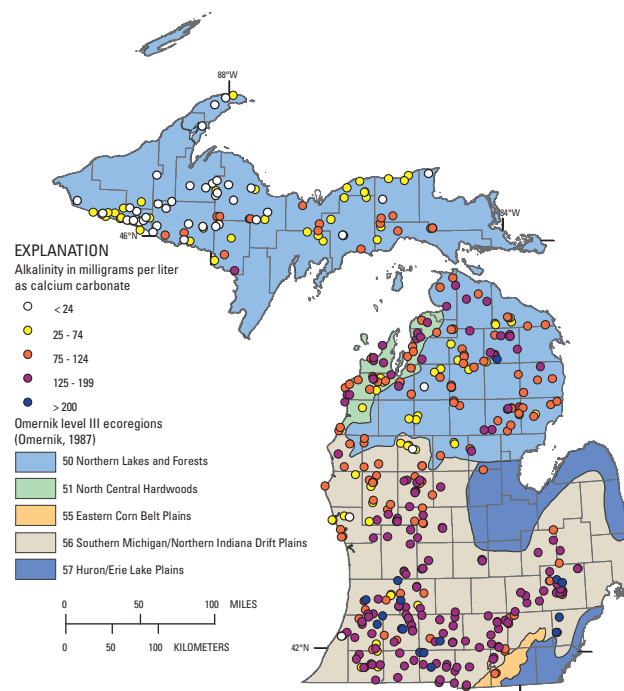 88°W
84°W
46°N
EXPLANATION
Alkalinity in milligrams per liter
as calcium carbonate
< 24
25 - 74
75 - 124
125 - 199
> 200
Omernik level III ecoregions
(Omernik, 1987)
50 Northern Lakes and Forests
51 North Central Hardwoods
55 Eastern Corn Belt Plains
56 Southern Michigan/Northern Indiana Drift Plains
57 Huron/Erie Lake Plains
0 50 100 MILES
0 50 100 KILOMETERS
42°N